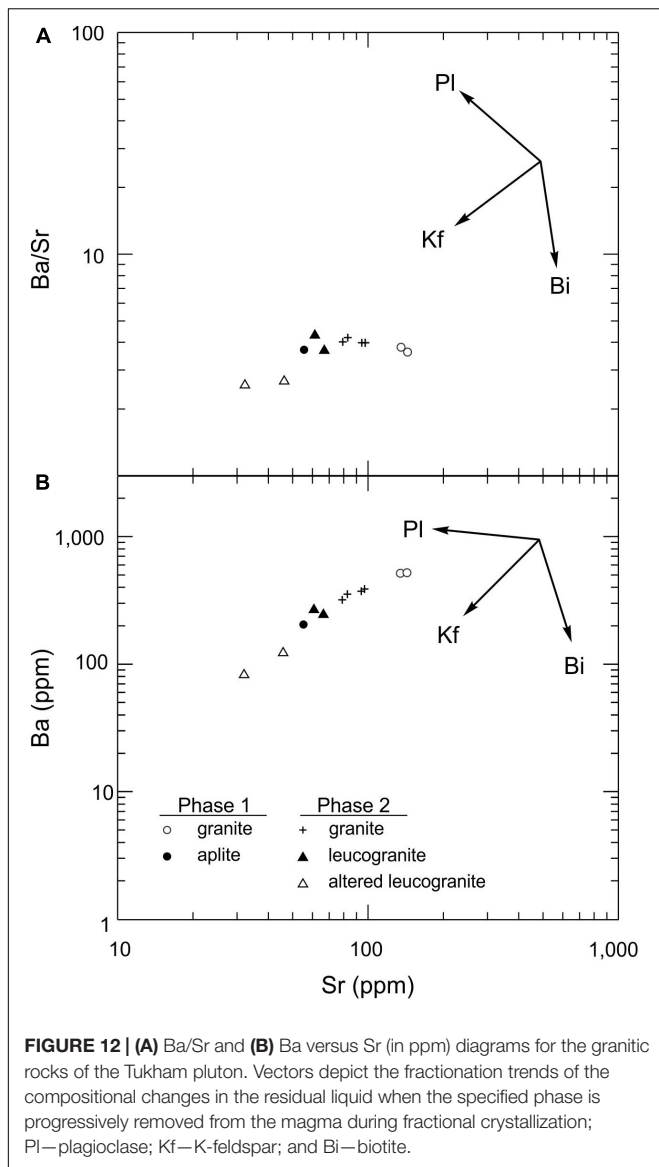 A
100
10
Ba/Sr
Pl
Kf
Bi
B
1,000
100
10
1
Ba (ppm)
Pl
Kf
Bi
Phase 1 Phase 2
granite granite
aplite leucogranite
altered leucogranite
10 100 1,000
Sr (ppm)
FIGURE 12 | (A) Ba/Sr and (B) Ba versus Sr (in ppm) diagrams for the granitic
rocks of the Tukham pluton. Vectors depict the fractionation trends of the
compositional changes in the residual liquid when the specified phase is
progressively removed from the magma during fractional crystallization;
Pl—plagioclase; Kf—K-feldspar; and Bi—biotite.